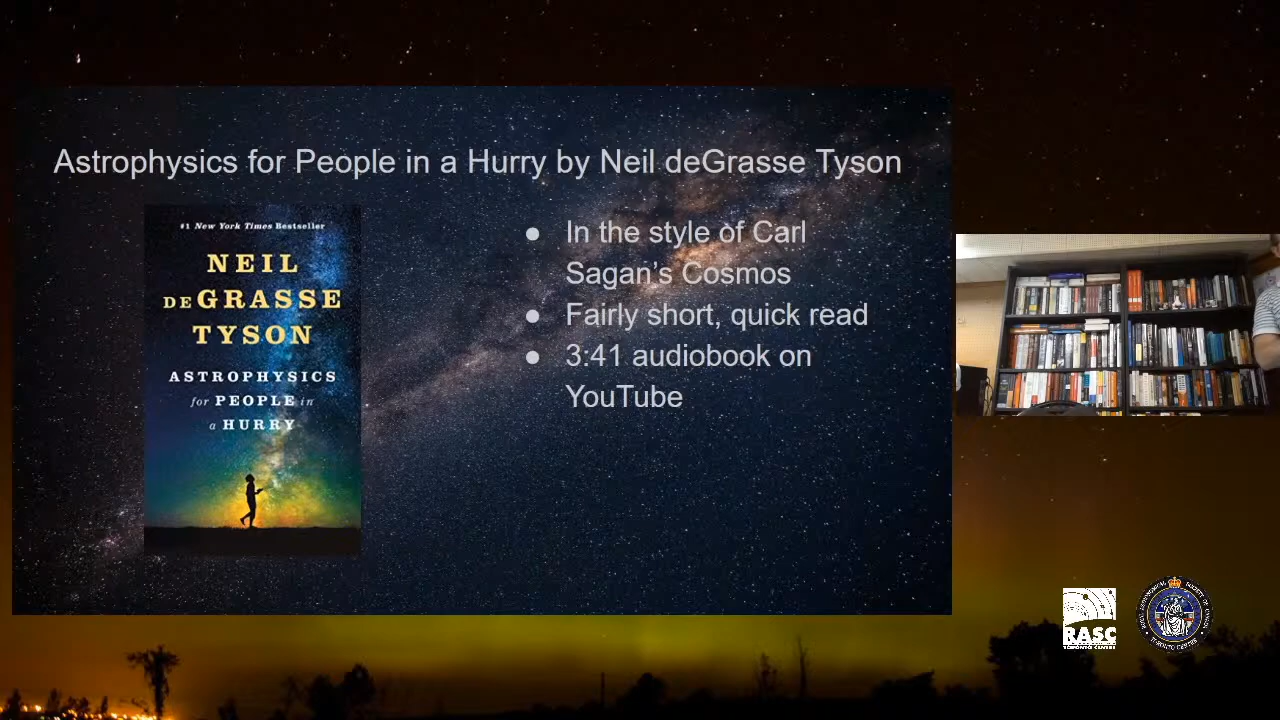 Astrophysics for People in a Hurry by Neil deGrasse Tyson
#1 New York Times Bestseller
NEIL
DEGRASSE
TYSON
ASTROPHYSICS
for PEOPLE in
a HURRY
● In the style of Carl
Sagan’s Cosmos
● Fairly short, quick read
● 3:41 audiobook on
YouTube
RASC
TORONTO CENTRE